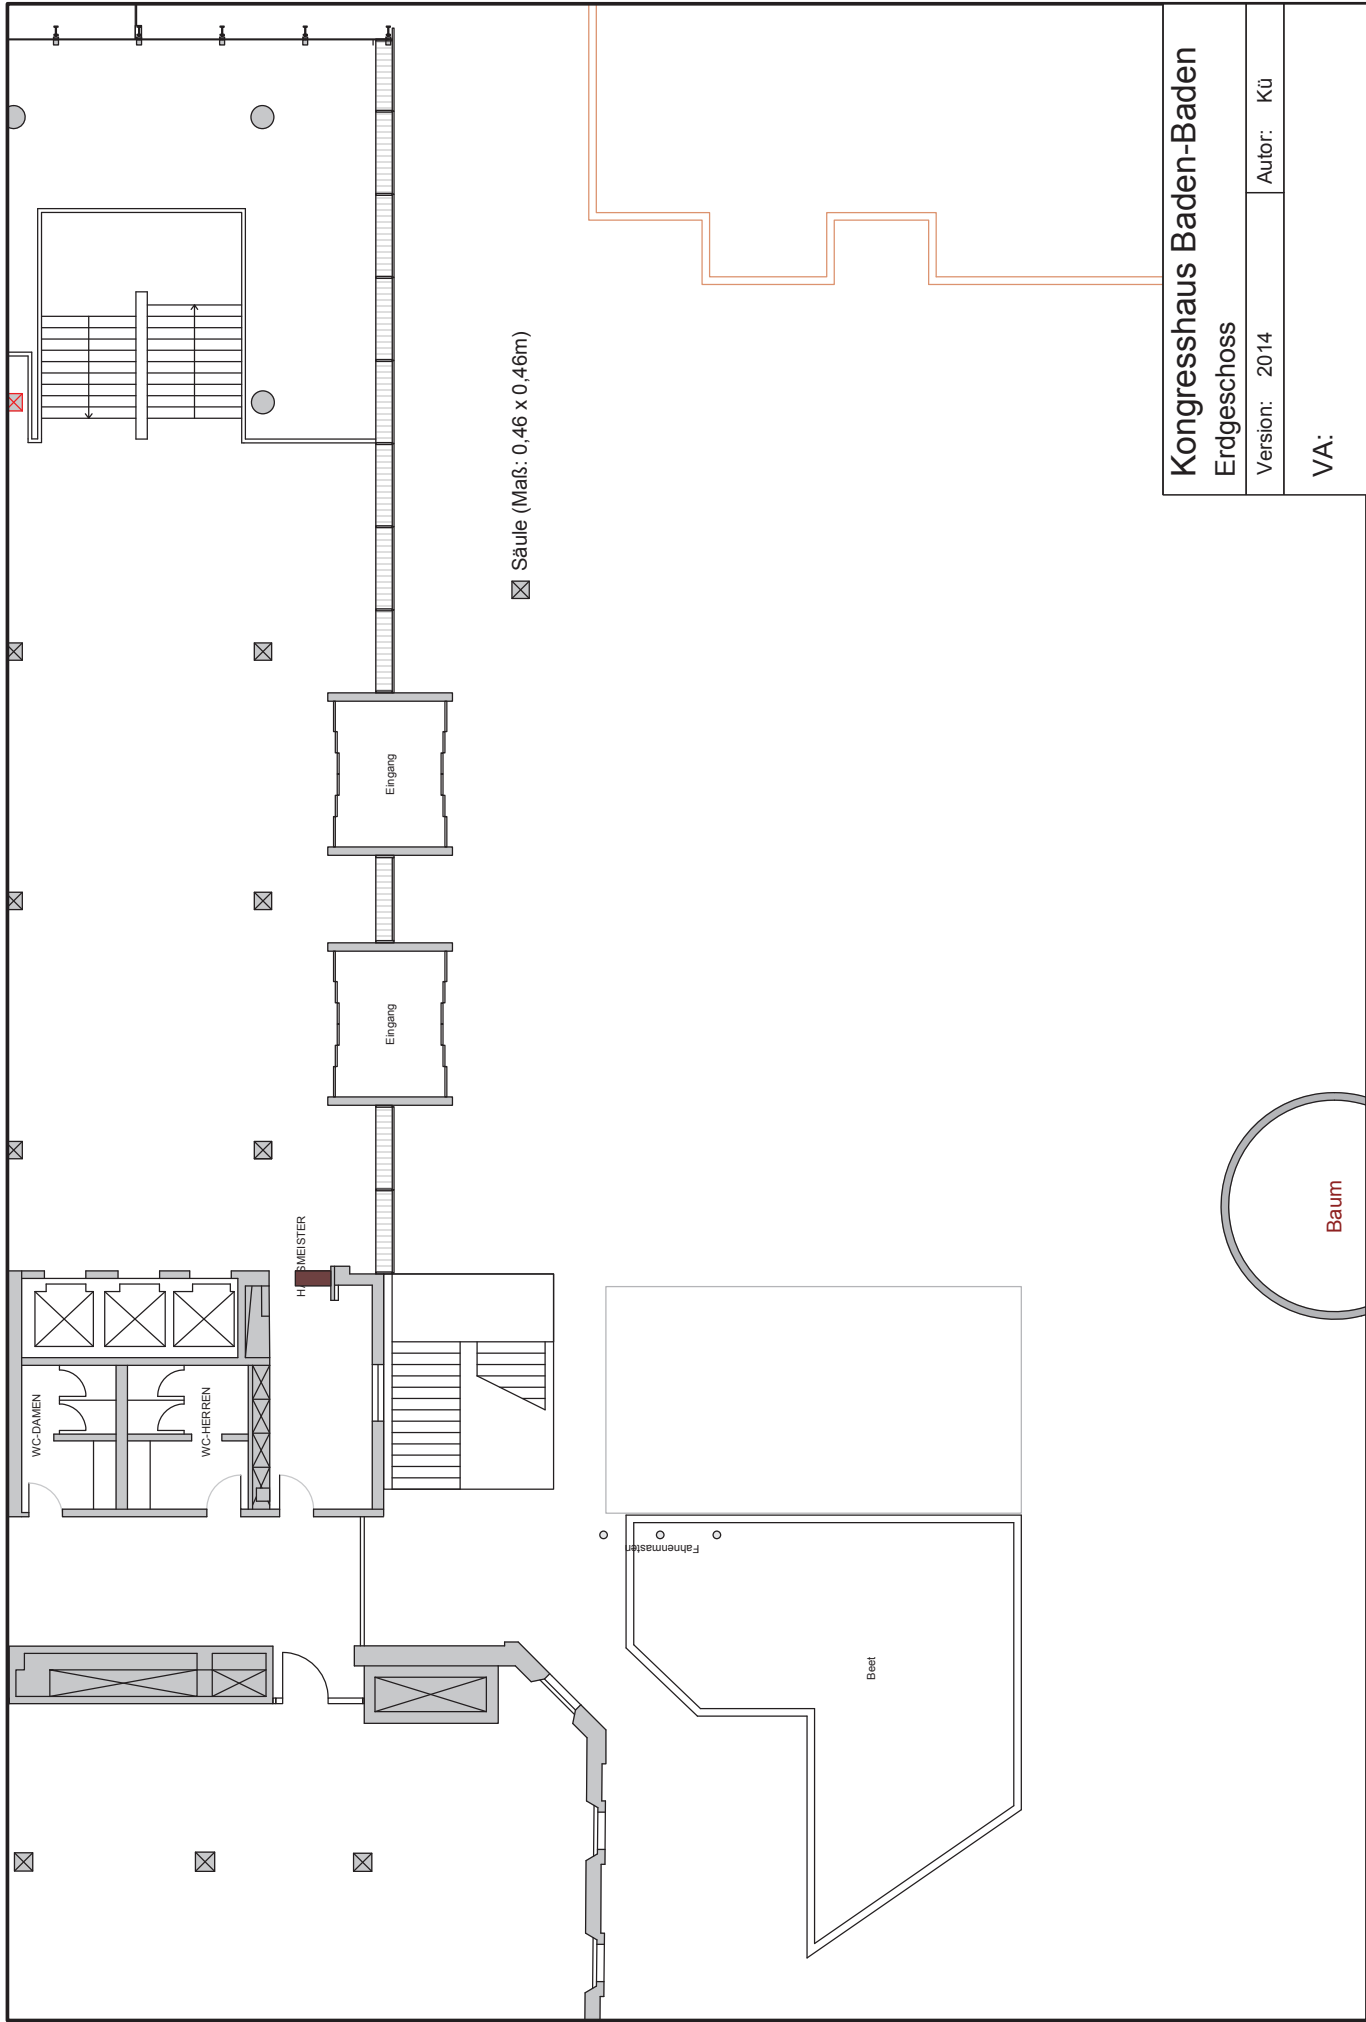 Kongresshaus Baden-Baden
Erdgeschoss
Version: 2014
Autor: Kü
VA:
Säule (Maß: 0,46 x 0,46m)
Eingang
Eingang
WC-DAMEN
WC-HERREN
Fahnenmasten
Beet
Baum